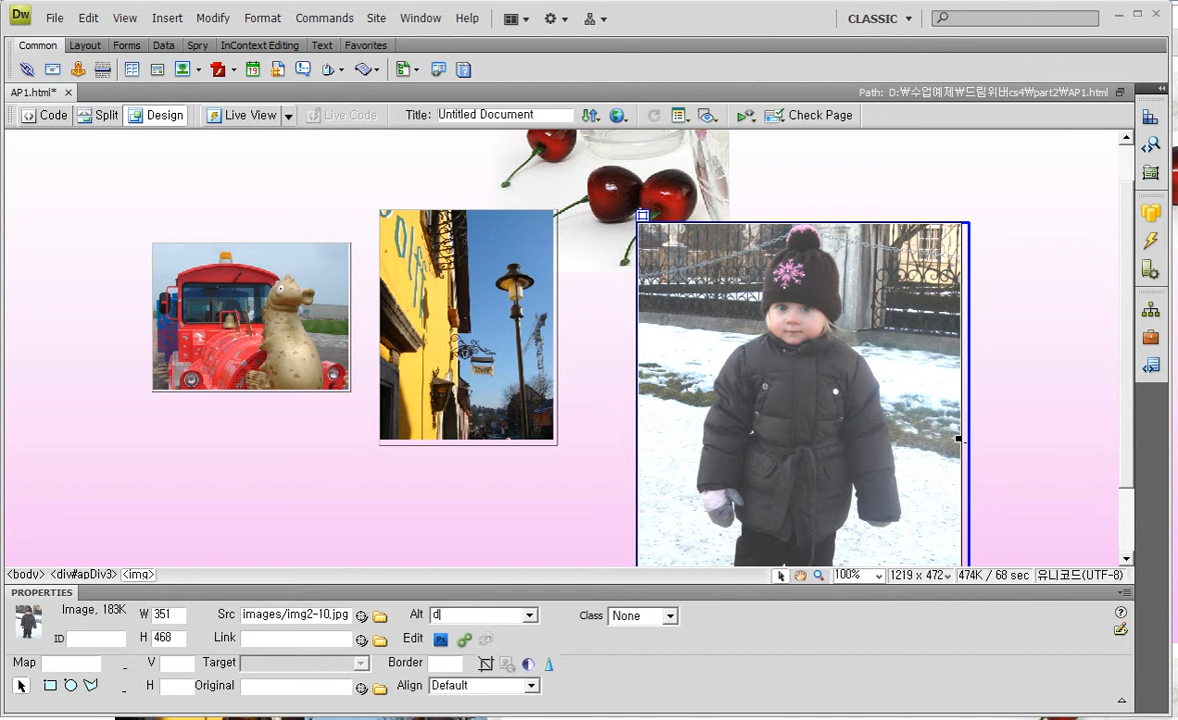 Dw File Edit View Insert Modify Format Commands Site Window Help CLASSIC
Common Layout Forms Data Spry InContext Editing Text Favorites
AP1.html* Path: D:₩수업예제₩드림위버cs4₩part2₩AP1.html
Code Split Design Live View Live Code Title: Untitled Document Check Page
<body> <div#apDiv3> <img> 100% 1219 x 472 474K / 68 sec 유니코드(UTF-8)
PROPERTIES
Image, 183K W 351 Src images/img2-10.jpg Alt d Class None
ID H 468 Link Edit Ps
Map V Target Border
H Original Align Default